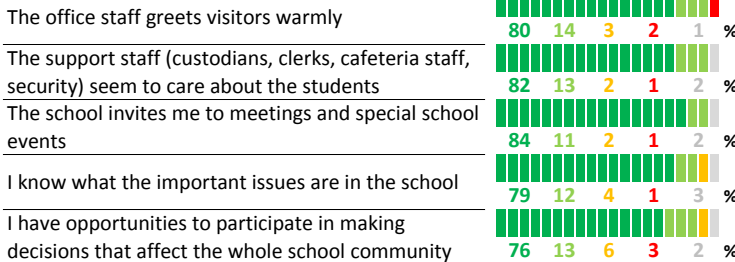 The office staff greets visitors warmly
80 14 3 2 1 %
The support staff (custodians, clerks, cafeteria staff,
security) seem to care about the students
82 13 2 1 2 %
The school invites me to meetings and special school
events
84 11 2 1 2 %
I know what the important issues are in the school
79 12 4 1 3 %
I have opportunities to participate in making
decisions that affect the whole school community
76 13 6 3 2 %